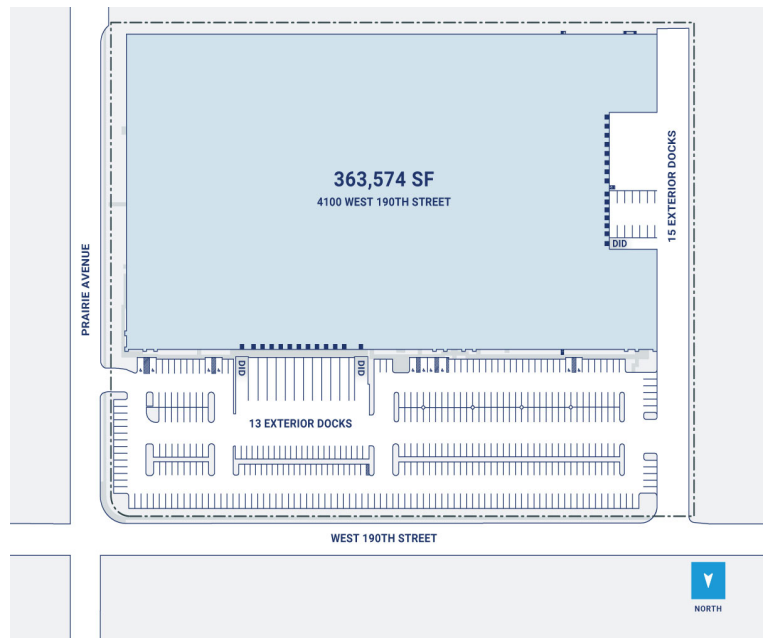 363,574 SF
4100 WEST 190TH STREET
15 EXTERIOR DOCKS
DID
PRAIRIE AVENUE
DID
DID
13 EXTERIOR DOCKS
WEST 190TH STREET
NORTH